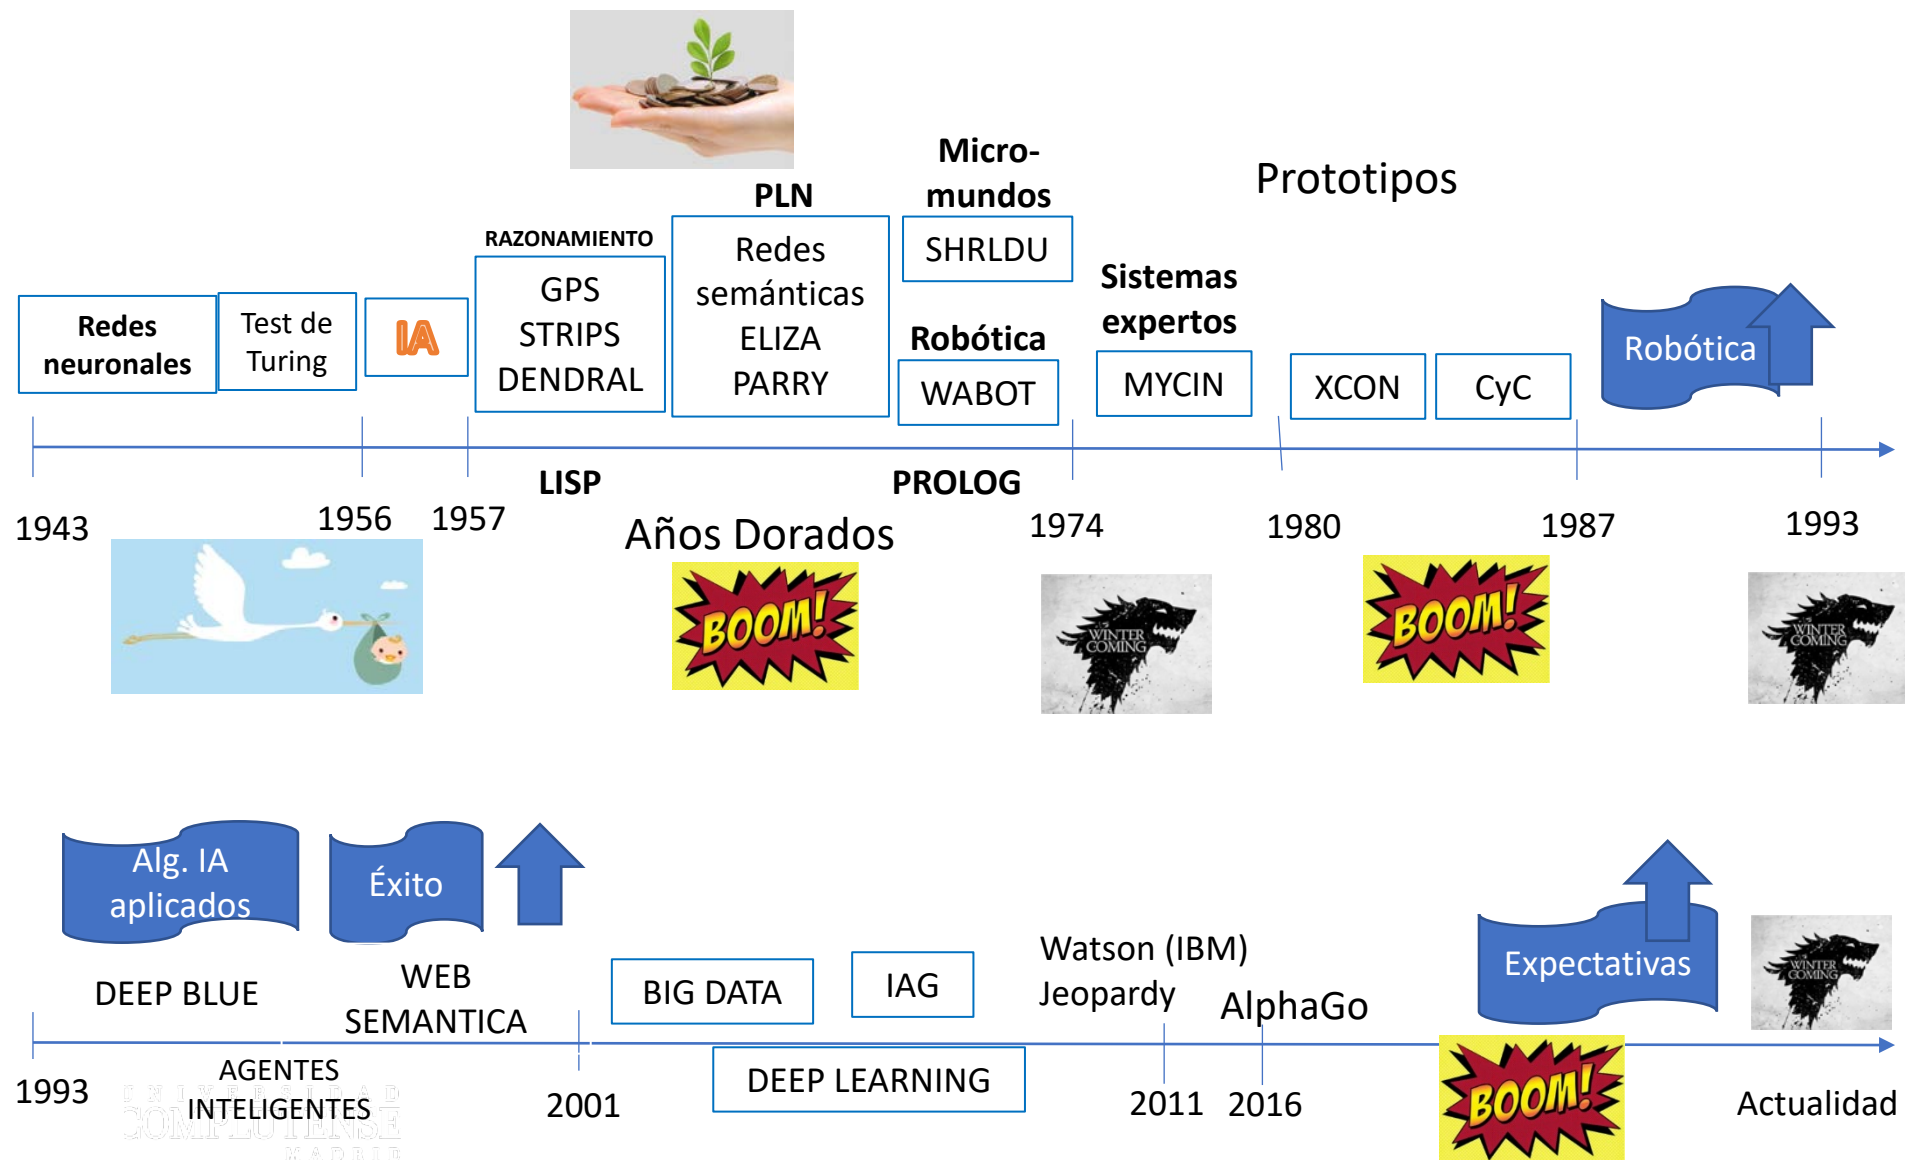 Micro-
mundos
Prototipos
PLN
RAZONAMIENTO
Redes
semánticas
ELIZA
PARRY
SHRLDU
GPS
STRIPS
DENDRAL
Sistemas
expertos
Redes
neuronales
Test de
Turing
IA
Robótica
WABOT
MYCIN
XCON
CyC
Robótica
LISP
PROLOG
1943
1956
1957
Años Dorados
1974
1980
1987
1993
BOOM!
WINTER
COMING
BOOM!
WINTER
COMING
Alg. IA
aplicados
Éxito
DEEP BLUE
WEB
SEMANTICA
BIG DATA
IAG
Watson (IBM)
Jeopardy
AlphaGo
Expectativas
WINTER
COMING
DEEP LEARNING
1993
AGENTES
INTELIGENTES
UNIVERSIDAD
COMPLUTENSE
MADRID
2001
2011
2016
BOOM!
Actualidad